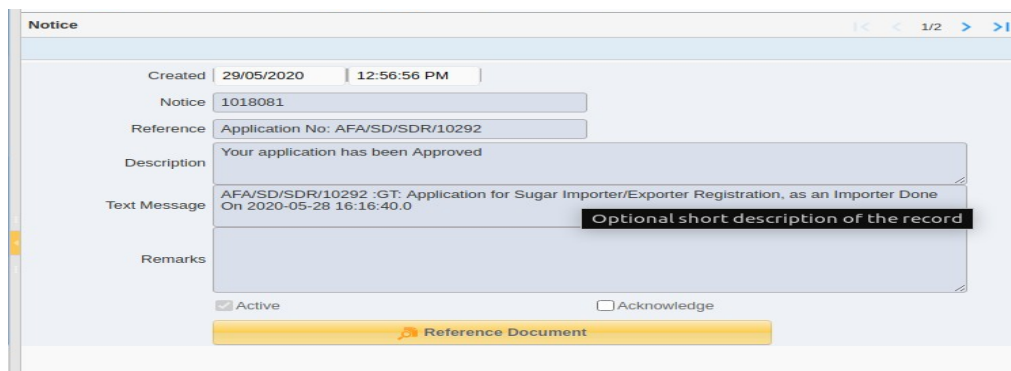 Notice 1/2
Created 29/05/2020 12:56:56 PM
Notice 1018081
Reference Application No: AFA/SD/SDR/10292
Description Your application has been Approved
Text Message AFA/SD/SDR/10292 :GT: Application for Sugar Importer/Exporter Registration, as an Importer Done
On 2020-05-28 16:16:40.0
Optional short description of the record
Remarks
Active Acknowledge
Reference Document